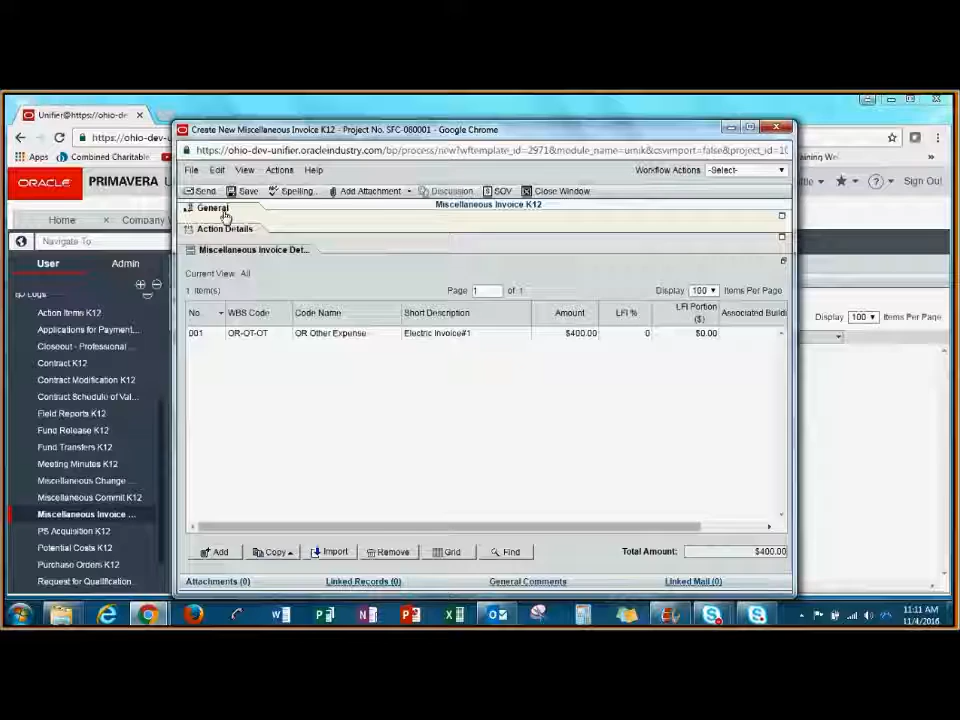 Unifier@https://ohio-dev-u
https://ohio-dev-
Apps Combined Charitable
ORACLE PRIMAVERA
Sign Out
Home Company
Navigate To
User Admin
Logs
Action Items K12
Applications for Payment...
Closeout - Professional ...
Contract K12
Contract Modification K12
Contract Schedule of Val...
Field Reports K12
Fund Release K12
Fund Transfers K12
Meeting Minutes K12
Miscellaneous Change ...
Miscellaneous Commit K12
Miscellaneous Invoice ...
PS Acquisition K12
Potential Costs K12
Purchase Orders K12
Request for Qualification
Display 100 Items Per Page
Create New Miscellaneous Invoice K12 - Project No. SFC-080001 - Google Chrome
https://ohio-dev-unifier.oracleindustry.com/bp/process/new?wftemplate_id=2971&module_name=umik&csvimport=false&project_id=10
File Edit View Actions Help Workflow Actions -Select-
Send Save Spelling Add Attachment Discussion SOV Close Window
General Miscellaneous Invoice K12
Action Details
Miscellaneous Invoice Det...
Current View: All
1 Item(s) Page 1 of 1 Display 100 Items Per Page
No. WBS Code Code Name Short Description Amount LFI % LFI Portion ($) Associated Buildi
001 OR-OT-OT OR Other Expense Electric Invoice#1 $400.00 0 $0.00
Add Copy Import Remove Grid Find Total Amount: $400.00
Attachments (0) Linked Records (0) General Comments Linked Mail (0)
11:11 AM
11/4/2016